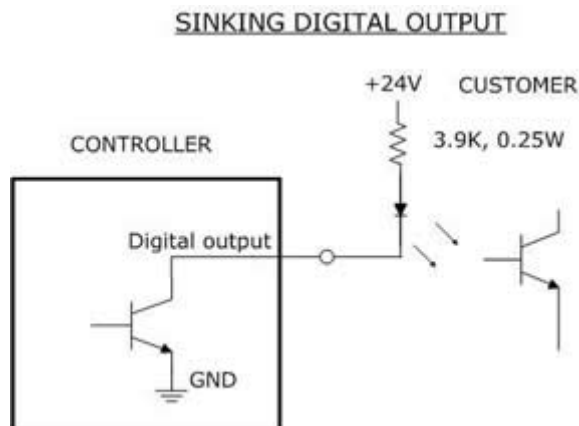 SINKING DIGITAL OUTPUT
+24V CUSTOMER
3.9K, 0.25W
CONTROLLER
Digital output
GND